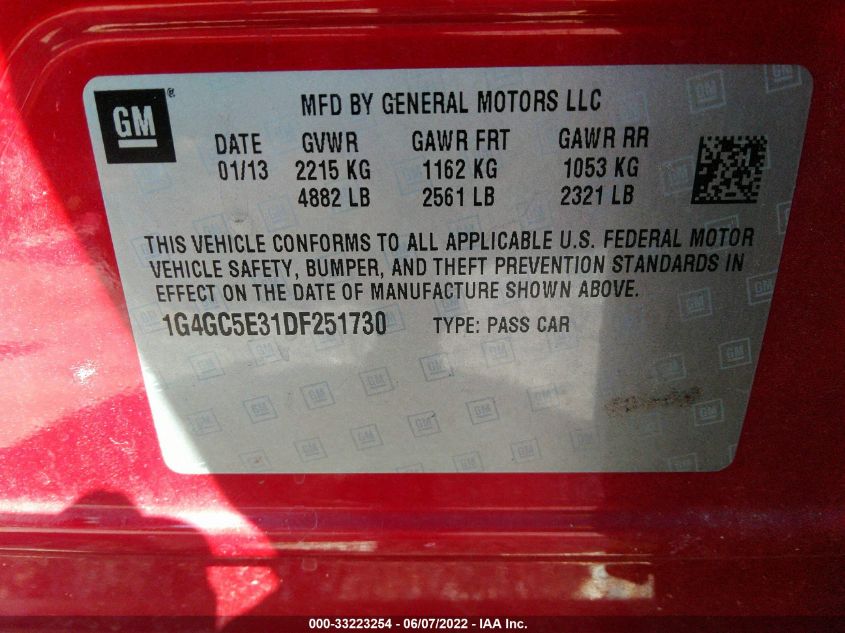 GM ®
MFD BY GENERAL MOTORS LLC
DATE GVWR GAWR FRT GAWR RR
01/13 2215 KG 1162 KG 1053 KG
4882 LB 2561 LB 2321 LB
THIS VEHICLE CONFORMS TO ALL APPLICABLE U.S. FEDERAL MOTOR
VEHICLE SAFETY, BUMPER, AND THEFT PREVENTION STANDARDS IN
EFFECT ON THE DATE OF MANUFACTURE SHOWN ABOVE.
1G4GC5E31DF251730 TYPE: PASS CAR
000-33223254 - 06/07/2022 - IAA Inc.